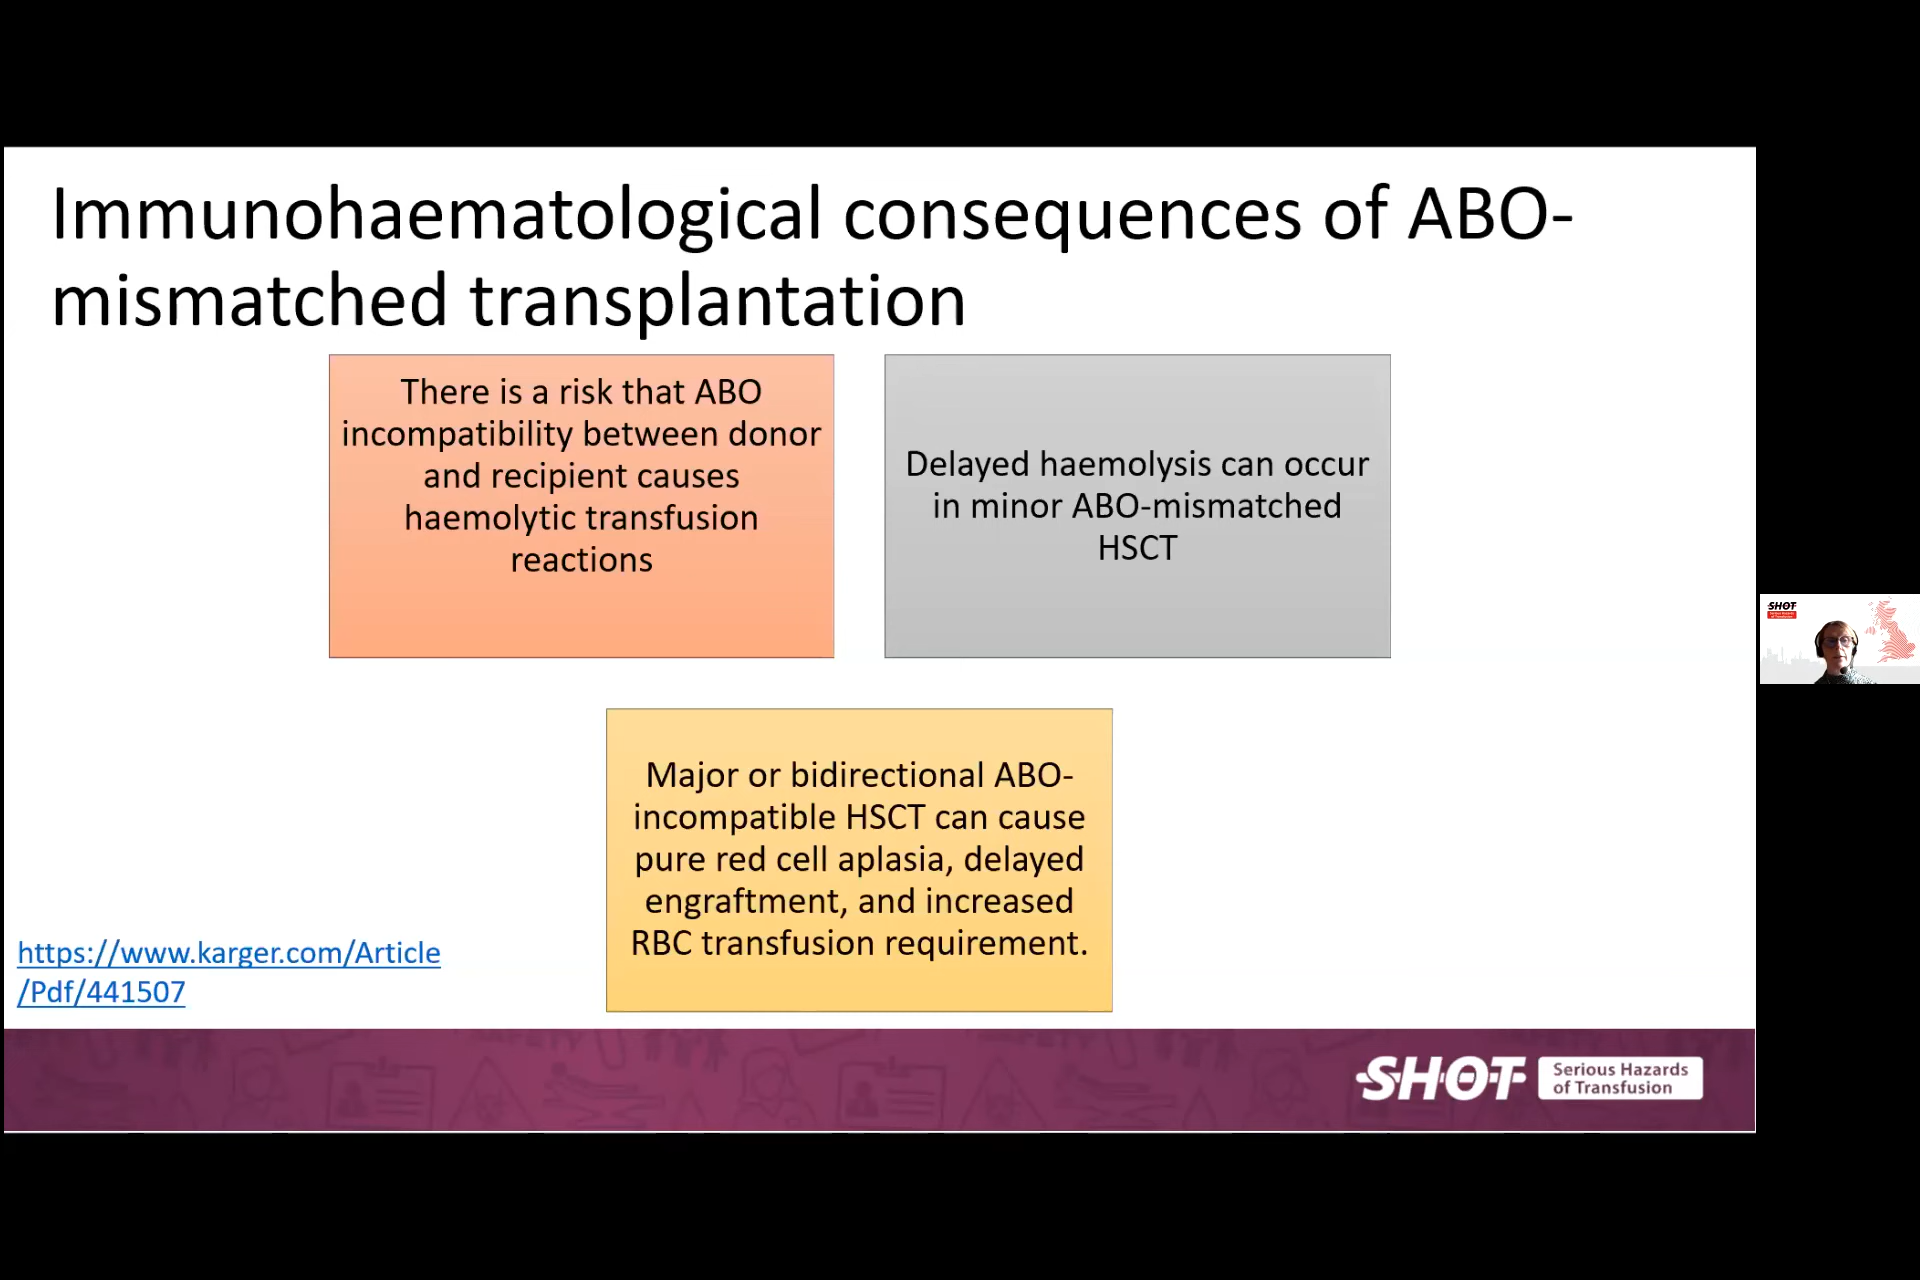 Immunohaematological consequences of ABO-
mismatched transplantation
There is a risk that ABO
incompatibility between donor
and recipient causes
haemolytic transfusion
reactions
Delayed haemolysis can occur
in minor ABO-mismatched
HSCT
Major or bidirectional ABO-
incompatible HSCT can cause
pure red cell aplasia, delayed
engraftment, and increased
RBC transfusion requirement.
https://www.karger.com/Article
/Pdf/441507
SHOT
Serious Hazards
of Transfusion
SHOT